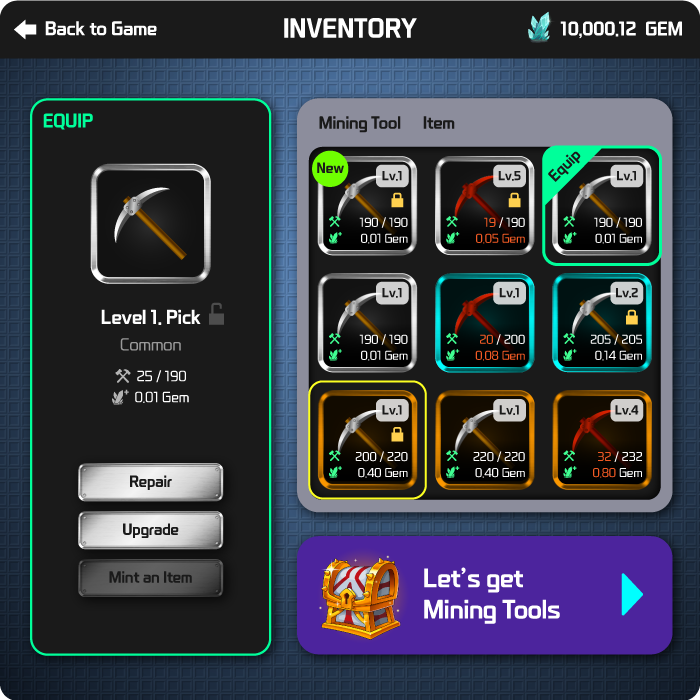 Back to Game
INVENTORY
10,000.12 GEM
EQUIP
Level 1. Pick
Common
25 / 190
0.01 Gem
Repair
Upgrade
Mint an Item
Mining Tool Item
New
Lv.1
190 / 190
0.01 Gem
Lv.5
19 / 190
0.05 Gem
Equip
Lv.1
190 / 190
0.01 Gem
Lv.1
190 / 190
0.01 Gem
Lv.1
20 / 200
0.08 Gem
Lv.2
205 / 205
0.14 Gem
Lv.1
200 / 220
0.40 Gem
Lv.1
220 / 220
0.40 Gem
Lv.4
32 / 232
0.80 Gem
Let's get
Mining Tools